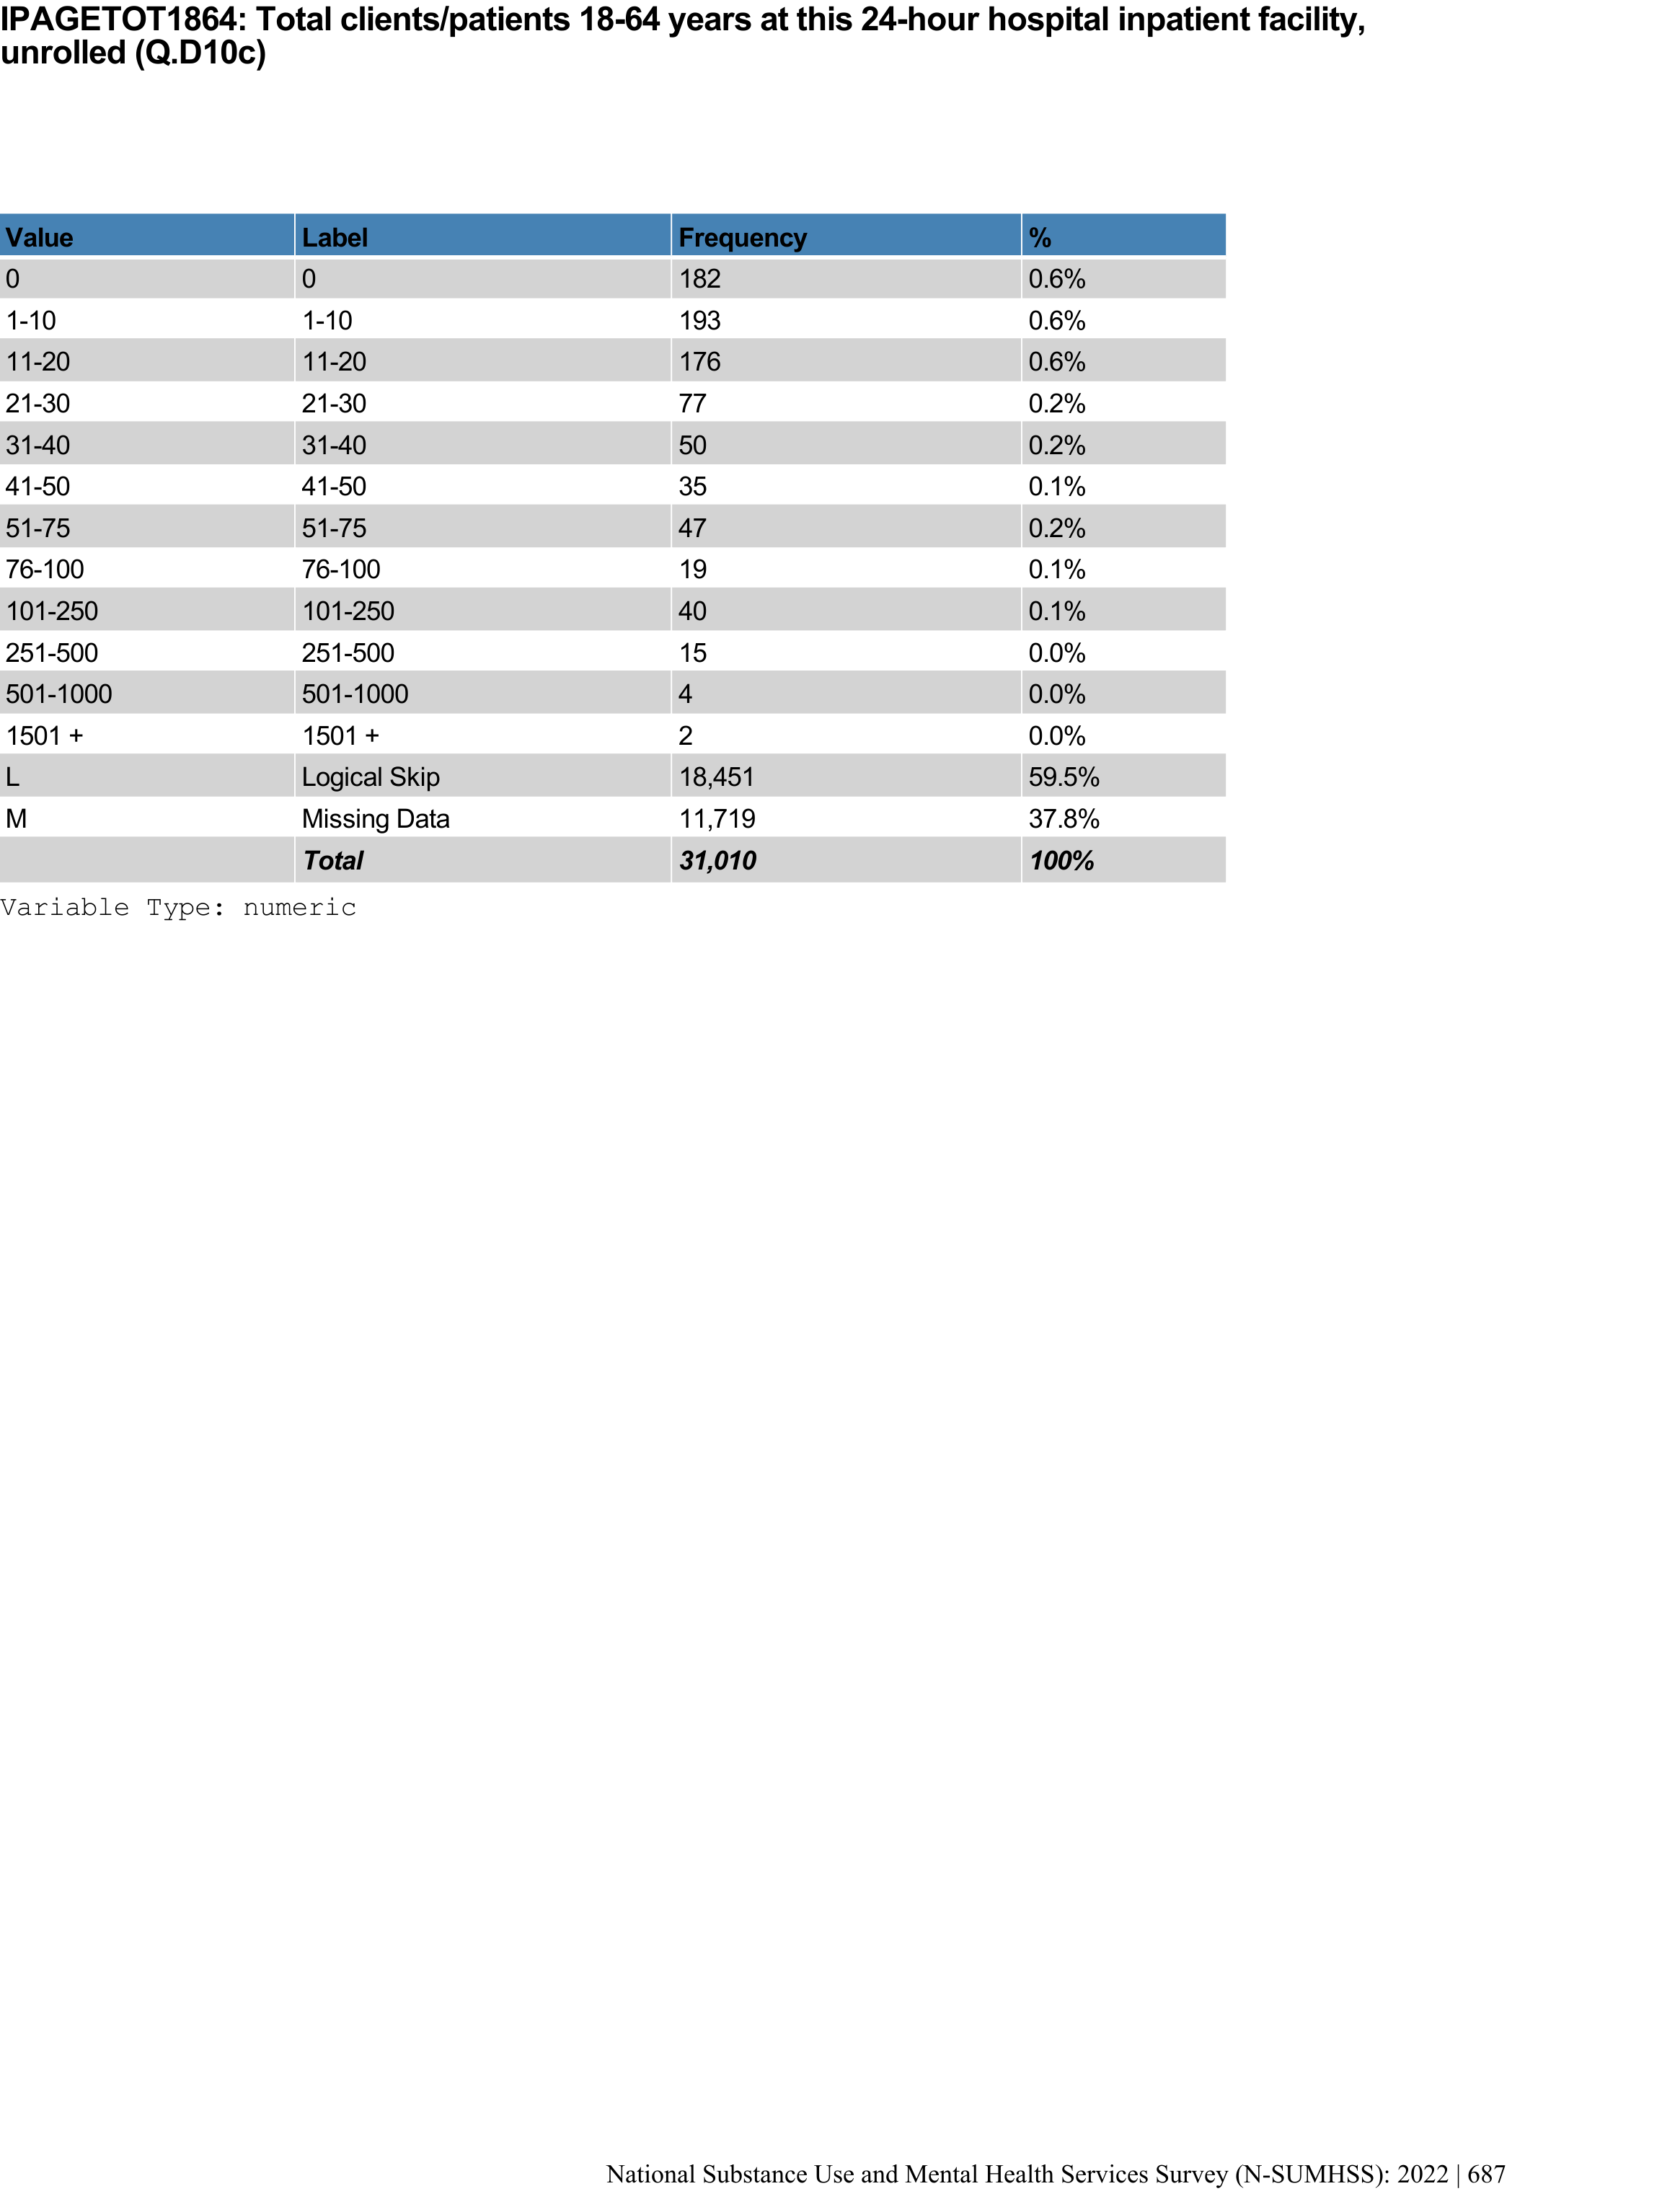 IPAGETOT1864: Total clients/patients 18-64 years at this 24-hour hospital inpatient facility,
unrolled (Q.D10c)
Value Label Frequency %
0 0 182 0.6%
1-10 1-10 193 0.6%
11-20 11-20 176 0.6%
21-30 21-30 77 0.2%
31-40 31-40 50 0.2%
41-50 41-50 35 0.1%
51-75 51-75 47 0.2%
76-100 76-100 19 0.1%
101-250 101-250 40 0.1%
251-500 251-500 15 0.0%
501-1000 501-1000 4 0.0%
1501 + 1501 + 2 0.0%
L Logical Skip 18,451 59.5%
M Missing Data 11,719 37.8%
Total 31,010 100%
Variable Type: numeric
National Substance Use and Mental Health Services Survey (N-SUMHSS): 2022 | 687